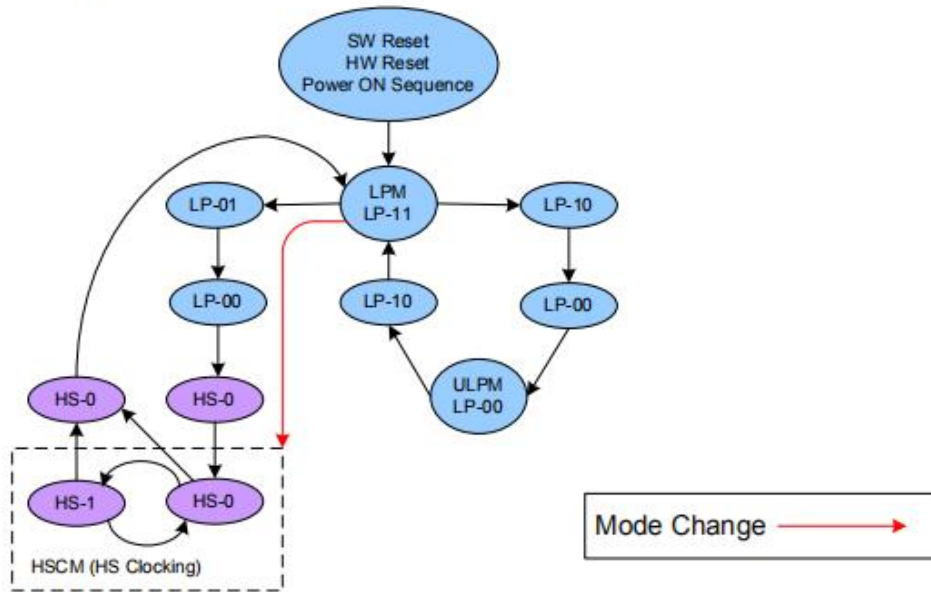 SW Reset
HW Reset
Power ON Sequence
LPM
LP-11
LP-01
LP-10
LP-00
LP-10
LP-00
HS-0
HS-0
ULPM
LP-00
HS-1
HS-0
HSCM (HS Clocking)
Mode Change